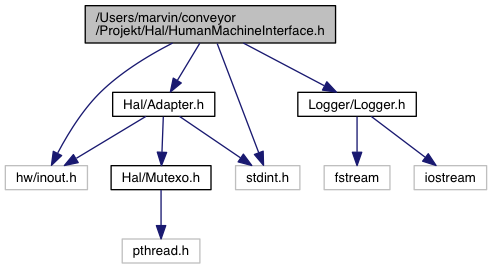 /Users/marvin/conveyor
/Projekt/Hal/HumanMachineInterface.h
Hal/Adapter.h
Logger/Logger.h
hw/inout.h
Hal/Mutexo.h
stdint.h
fstream
iostream
pthread.h